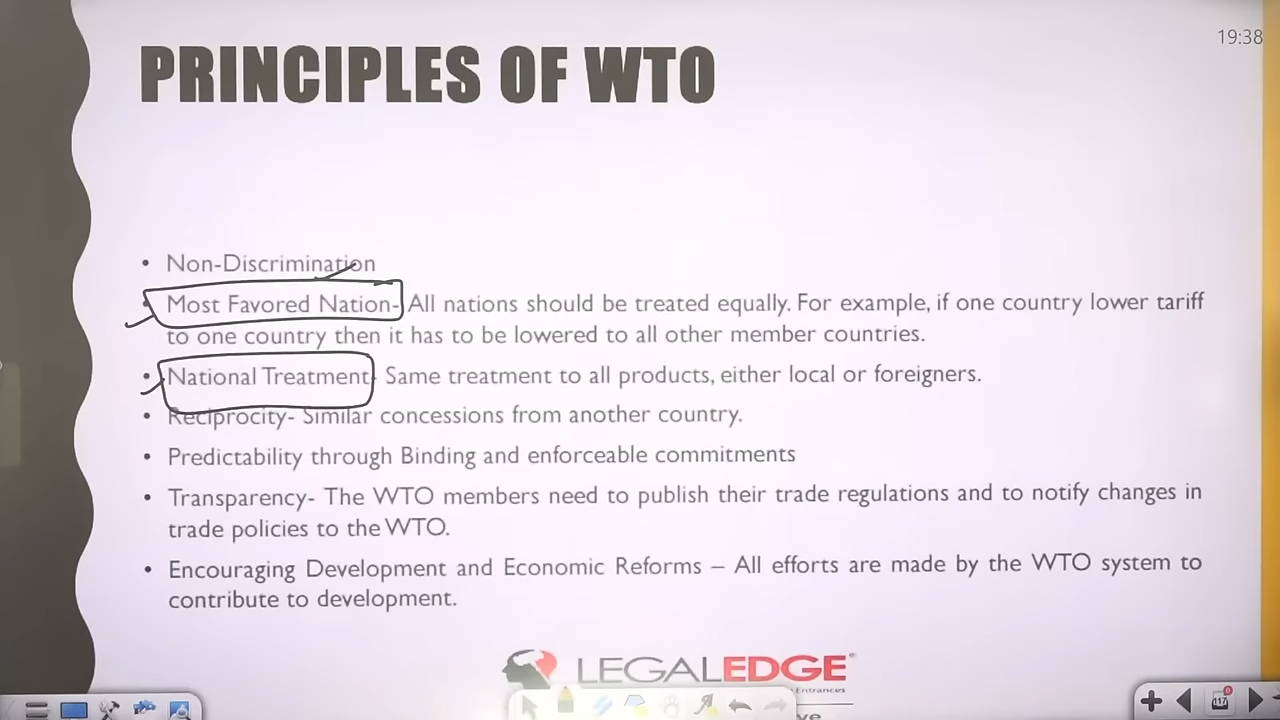 19:38
PRINCIPLES OF WTO
• Non-Discrimination
• Most Favored Nation- All nations should be treated equally. For example, if one country lower tariff
to one country then it has to be lowered to all other member countries.
• National Treatment- Same treatment to all products, either local or foreigners.
• Reciprocity- Similar concessions from another country.
• Predictability through Binding and enforceable commitments
• Transparency- The WTO members need to publish their trade regulations and to notify changes in
trade policies to the WTO.
• Encouraging Development and Economic Reforms – All efforts are made by the WTO system to
contribute to development.
LEGALEDGE
Entrances